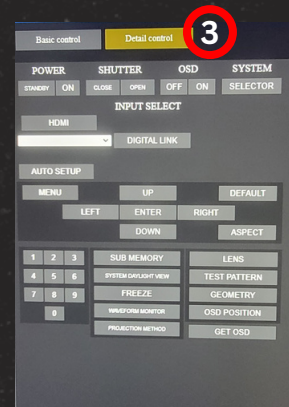 3
Basic control Detail control
POWER SHUTTER OSD SYSTEM
STANDBY ON CLOSE OPEN OFF ON SELECTOR
INPUT SELECT
HDMI
DIGITAL LINK
AUTO SETUP
MENU UP DEFAULT
LEFT ENTER RIGHT
DOWN ASPECT
1 2 3 SUB MEMORY LENS
4 5 6 SYSTEM DAYLIGHT VIEW TEST PATTERN
7 8 9 FREEZE GEOMETRY
0 WAVEFORM MONITOR OSD POSITION
PROJECTION METHOD GET OSD